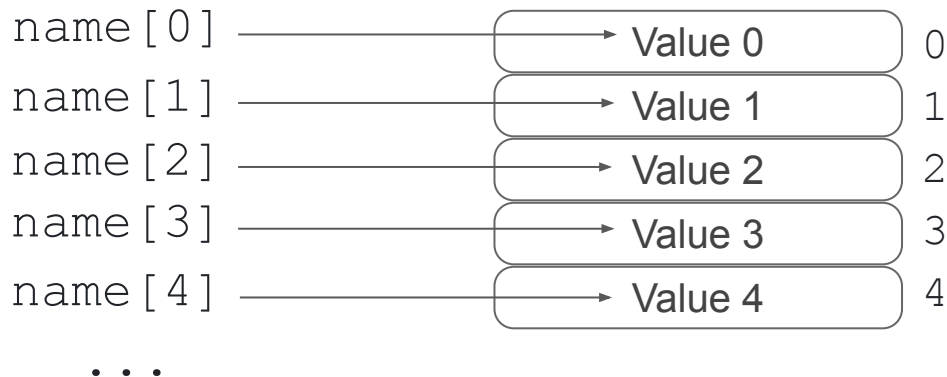 name[0] Value 0 0
name[1] Value 1 1
name[2] Value 2 2
name[3] Value 3 3
name[4] Value 4 4
...